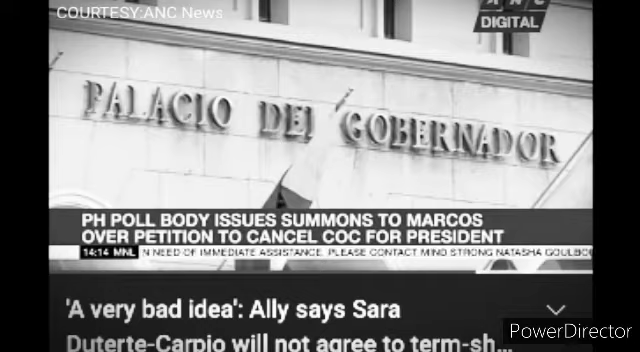 COURTESY:ANC News
ANC
DIGITAL
PALACIO DEL GOBERNADOR
PH POLL BODY ISSUES SUMMONS TO MARCOS
OVER PETITION TO CANCEL COC FOR PRESIDENT
14:14 MNL N NEED OF IMMEDIATE ASSISTANCE, PLEASE CONTACT MIND STRONG NATASHA GOULBO
'A very bad idea': Ally says Sara
Duterte-Carpio will not agree to term-sh...
PowerDirector